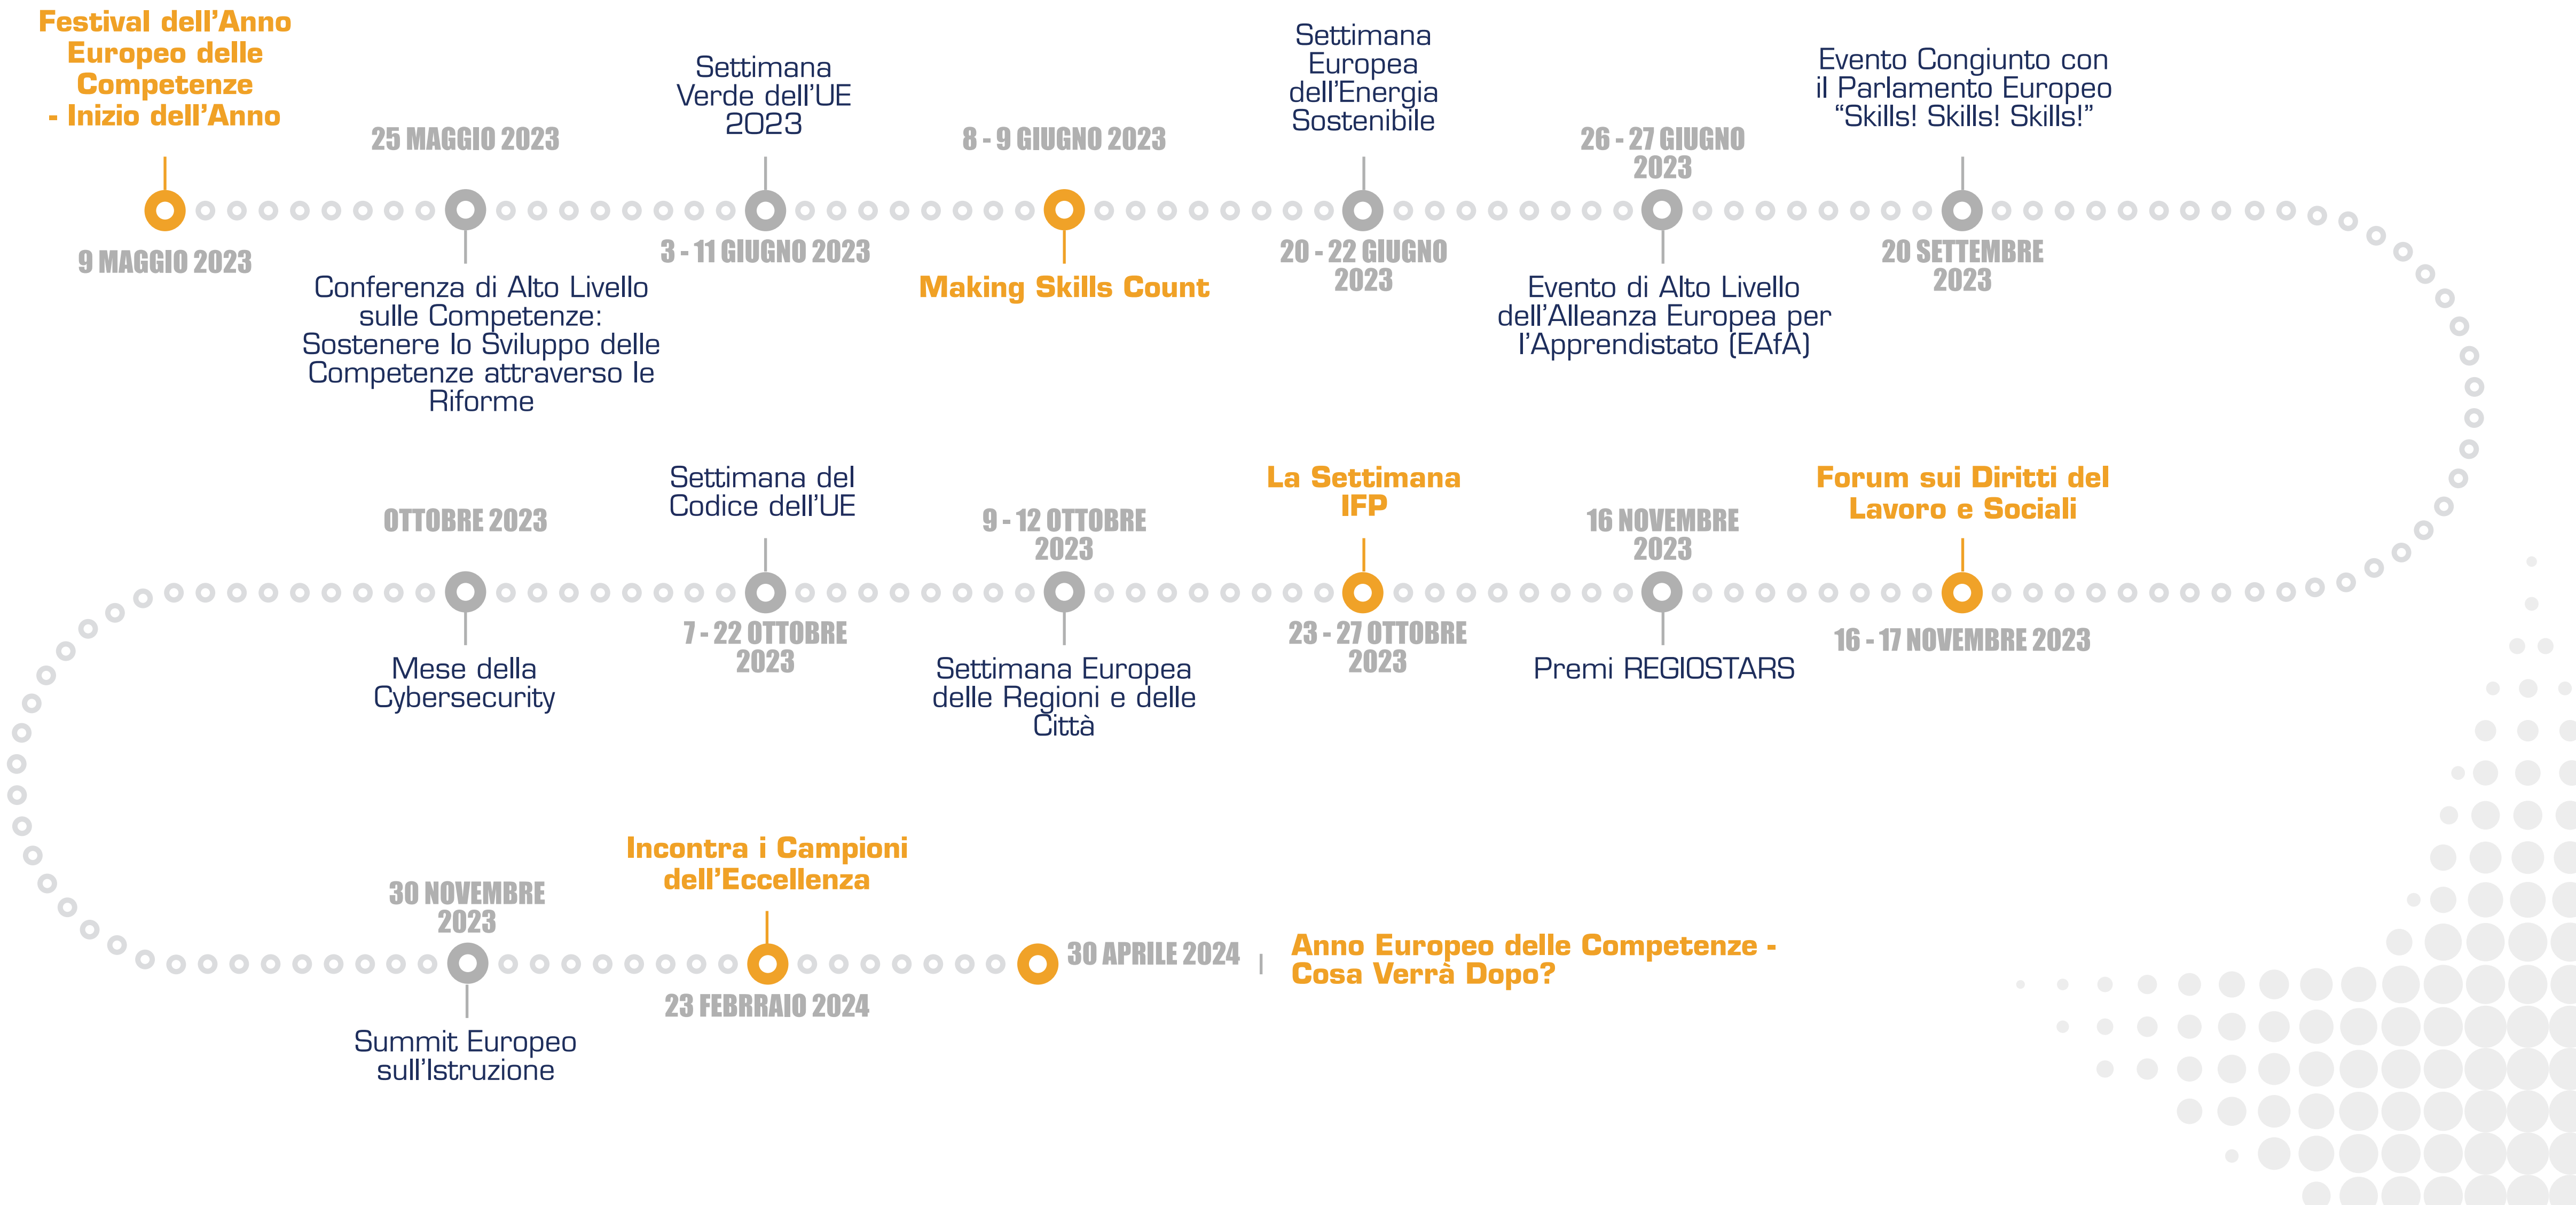 Festival dell’Anno
Europeo delle
Competenze
- Inizio dell’Anno
9 MAGGIO 2023
25 MAGGIO 2023
Conferenza di Alto Livello
sulle Competenze:
Sostenere lo Sviluppo delle
Competenze attraverso le
Riforme
Settimana
Verde dell’UE
2023
3 - 11 GIUGNO 2023
8 - 9 GIUGNO 2023
Making Skills Count
Settimana
Europea
dell’Energia
Sostenibile
20 - 22 GIUGNO
2023
26 - 27 GIUGNO
2023
Evento di Alto Livello
dell’Alleanza Europea per
l’Apprendistato (EAfA)
Evento Congiunto con
il Parlamento Europeo
“Skills! Skills! Skills!”
20 SETTEMBRE
2023
OTTOBRE 2023
Mese della
Cybersecurity
Settimana del
Codice dell’UE
7 - 22 OTTOBRE
2023
9 - 12 OTTOBRE
2023
Settimana Europea
delle Regioni e delle
Città
La Settimana
IFP
23 - 27 OTTOBRE
2023
16 NOVEMBRE
2023
Premi REGIOSTARS
Forum sui Diritti del
Lavoro e Sociali
16 - 17 NOVEMBRE 2023
30 NOVEMBRE
2023
Summit Europeo
sull’Istruzione
Incontra i Campioni
dell’Eccellenza
23 FEBRRAIO 2024
30 APRILE 2024
Anno Europeo delle Competenze -
Cosa Verrà Dopo?